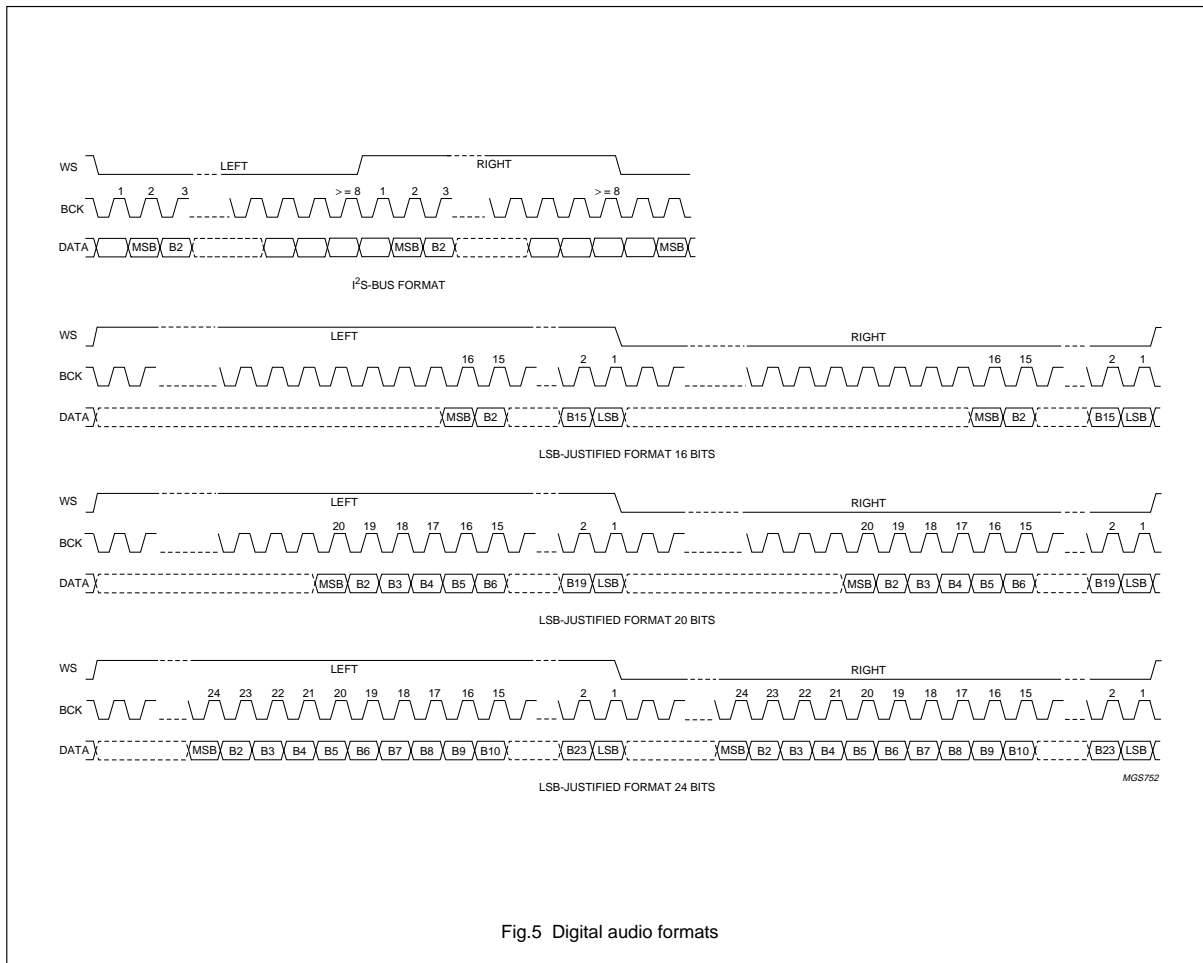 WS LEFT RIGHT
1 2 3 >= 8 1 2 3 >= 8
BCK
DATA MSB B2 MSB B2 MSB
I2S-BUS FORMAT
WS LEFT RIGHT
16 15 2 1 16 15 2 1
BCK
DATA MSB B2 B15 LSB MSB B2 B15 LSB
LSB-JUSTIFIED FORMAT 16 BITS
WS LEFT RIGHT
20 19 18 17 16 15 2 1 20 19 18 17 16 15 2 1
BCK
DATA MSB B2 B3 B4 B5 B6 B19 LSB MSB B2 B3 B4 B5 B6 B19 LSB
LSB-JUSTIFIED FORMAT 20 BITS
WS LEFT RIGHT
24 23 22 21 20 19 18 17 16 15 2 1 24 23 22 21 20 19 18 17 16 15 2 1
BCK
DATA MSB B2 B3 B4 B5 B6 B7 B8 B9 B10 B23 LSB MSB B2 B3 B4 B5 B6 B7 B8 B9 B10 B23 LSB
MGS752
LSB-JUSTIFIED FORMAT 24 BITS
Fig.5 Digital audio formats